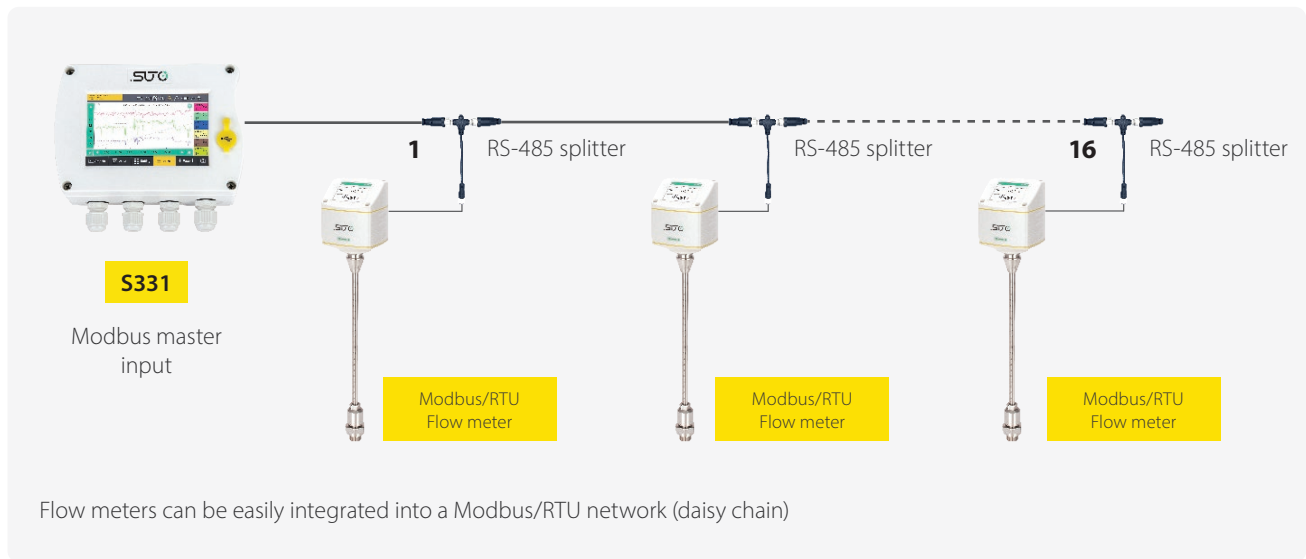 SUTO
1
RS-485 splitter
RS-485 splitter
16
RS-485 splitter
SUTO
SUTO
SUTO
S331
Modbus master
input
Modbus/RTU
Flow meter
Modbus/RTU
Flow meter
Modbus/RTU
Flow meter
Flow meters can be easily integrated into a Modbus/RTU network (daisy chain)